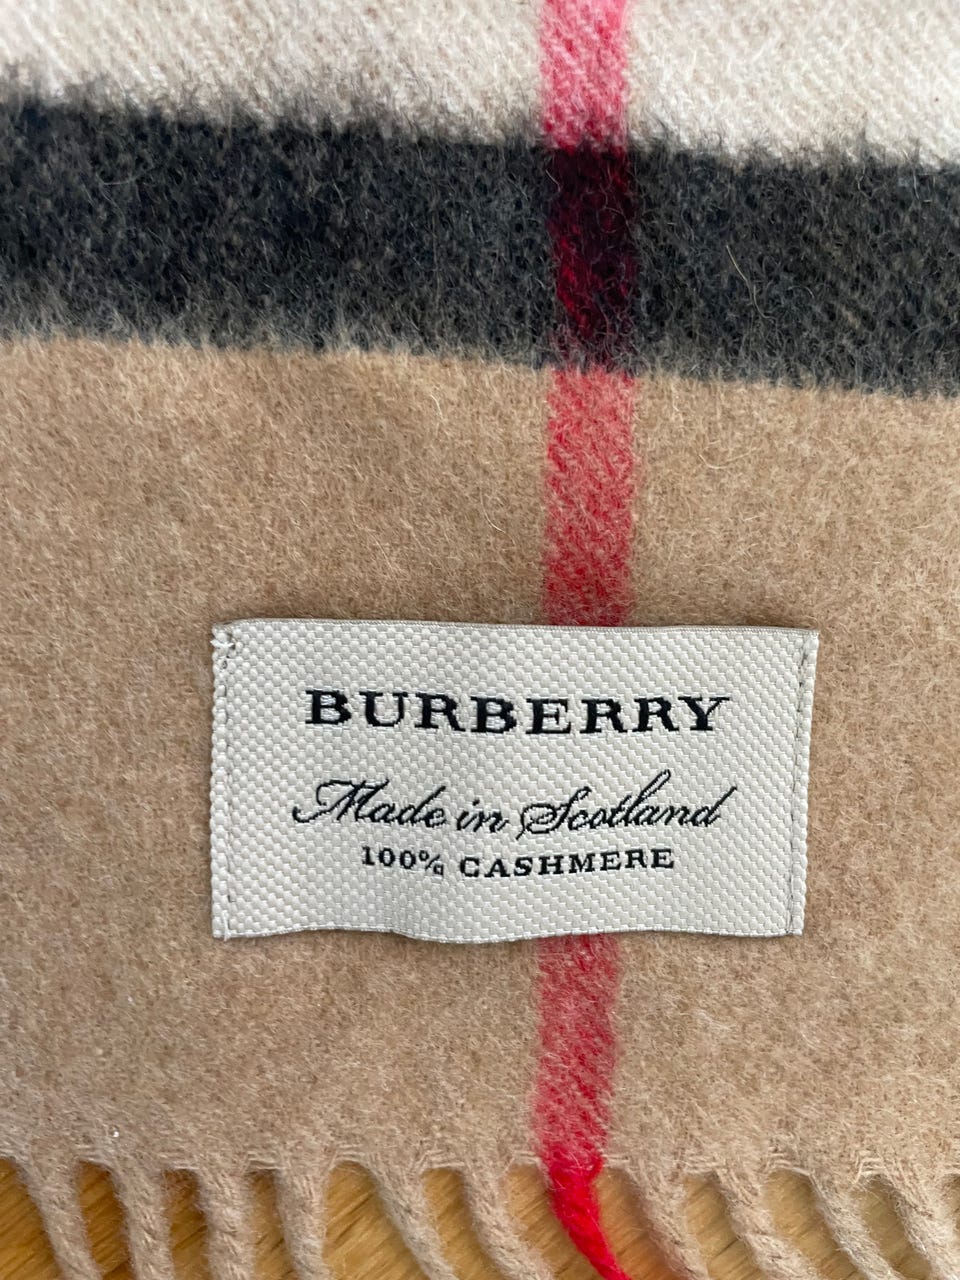 BURBERRY
Made in Scotland
100% CASHMERE